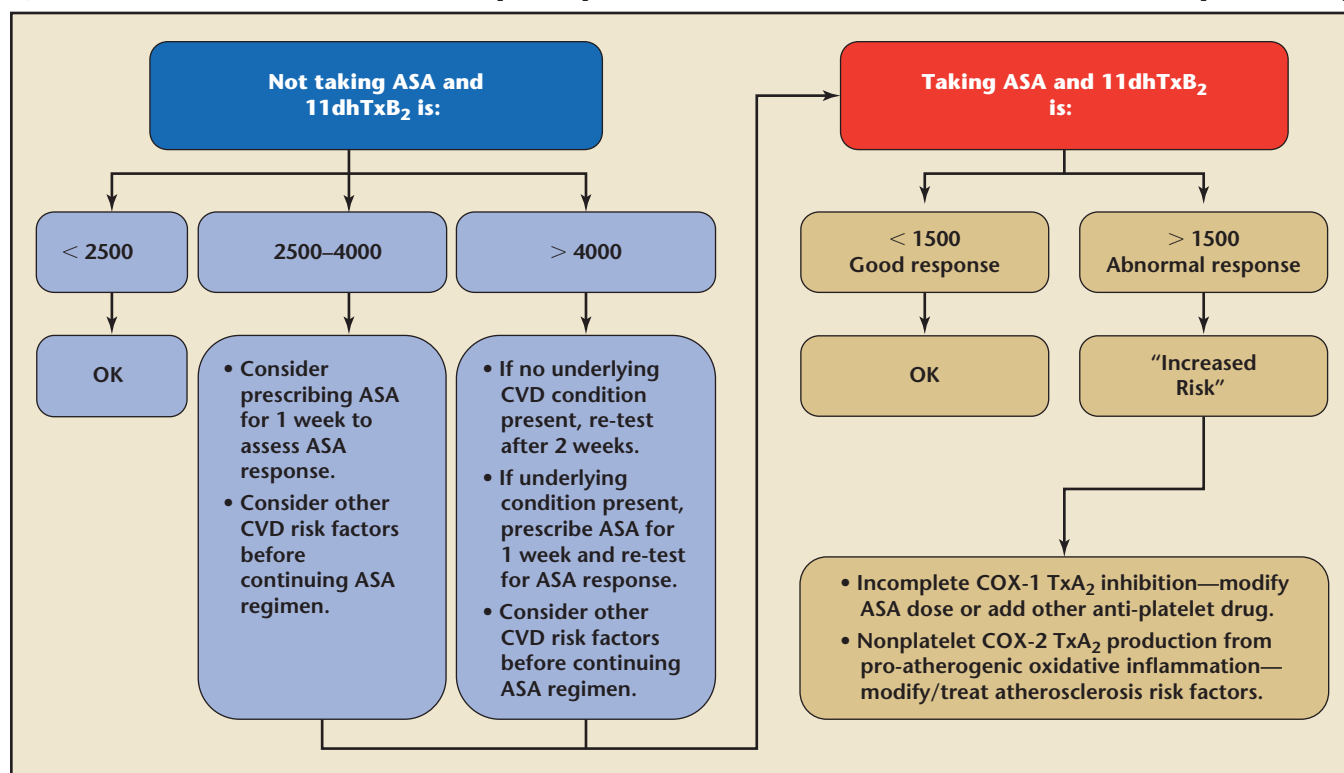 Not taking ASA and
11dhTxB₂ is:
< 2500
2500–4000
> 4000
OK
• Consider
prescribing ASA
for 1 week to
assess ASA
response.
• Consider other
CVD risk factors
before
continuing ASA
regimen.
• If no underlying
CVD condition
present, re-test
after 2 weeks.
• If underlying
condition present,
prescribe ASA for
1 week and re-test
for ASA response.
• Consider other
CVD risk factors
before continuing
ASA regimen.
Taking ASA and 11dhTxB₂
is:
< 1500
Good response
> 1500
Abnormal response
OK
“Increased
Risk”
• Incomplete COX-1 TxA₂ inhibition—modify
ASA dose or add other anti-platelet drug.
• Nonplatelet COX-2 TxA₂ production from
pro-atherogenic oxidative inflammation—
modify/treat atherosclerosis risk factors.